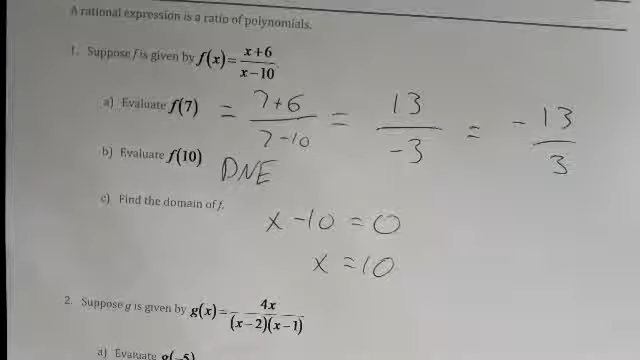 A rational expression is a ratio of polynomials.
1. Suppose f is given by f(x) = (x+6)/(x−10).
a) Evaluate f(7) = (7+6)/(7−10) = 13/−3 = −13/3
b) Evaluate f(10) DNE
c) Find the domain of f.
x − 10 = 0
x = 10
2. Suppose g is given by g(x) = 4x/((x−2)(x−1))
a) Evaluate g(−5)